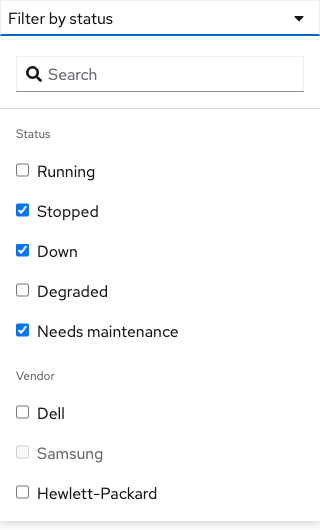 Filter by status
Search
Status
Running
Stopped
Down
Degraded
Needs maintenance
Vendor
Dell
Samsung
Hewlett-Packard